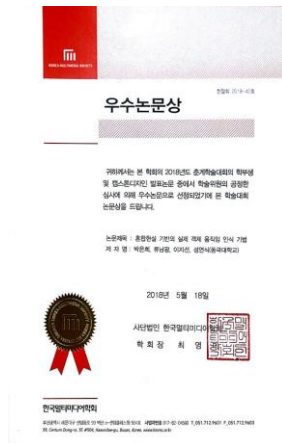 KOREA MULTIMEDIA SOCIETY
우수논문상
귀하께서는 본 학회의 2018년도 춘계학술대회의 학부생
및 캡스톤디자인 발표논문 중에서 학술위원의 공정한
심사에 의해 우수논문으로 선정되었기에 본 학술대회
논문상을 드립니다.
논문제목 : 혼합현실 기반의 실제 객체 움직임 인식 기법
저 자 명 : 박은희, 류남광, 이지선, 성연식(동국대학교)
2018년 5월 18일
사단법인 한국멀티미디어학회
학 회 장 최 영
한국멀티미디어학회